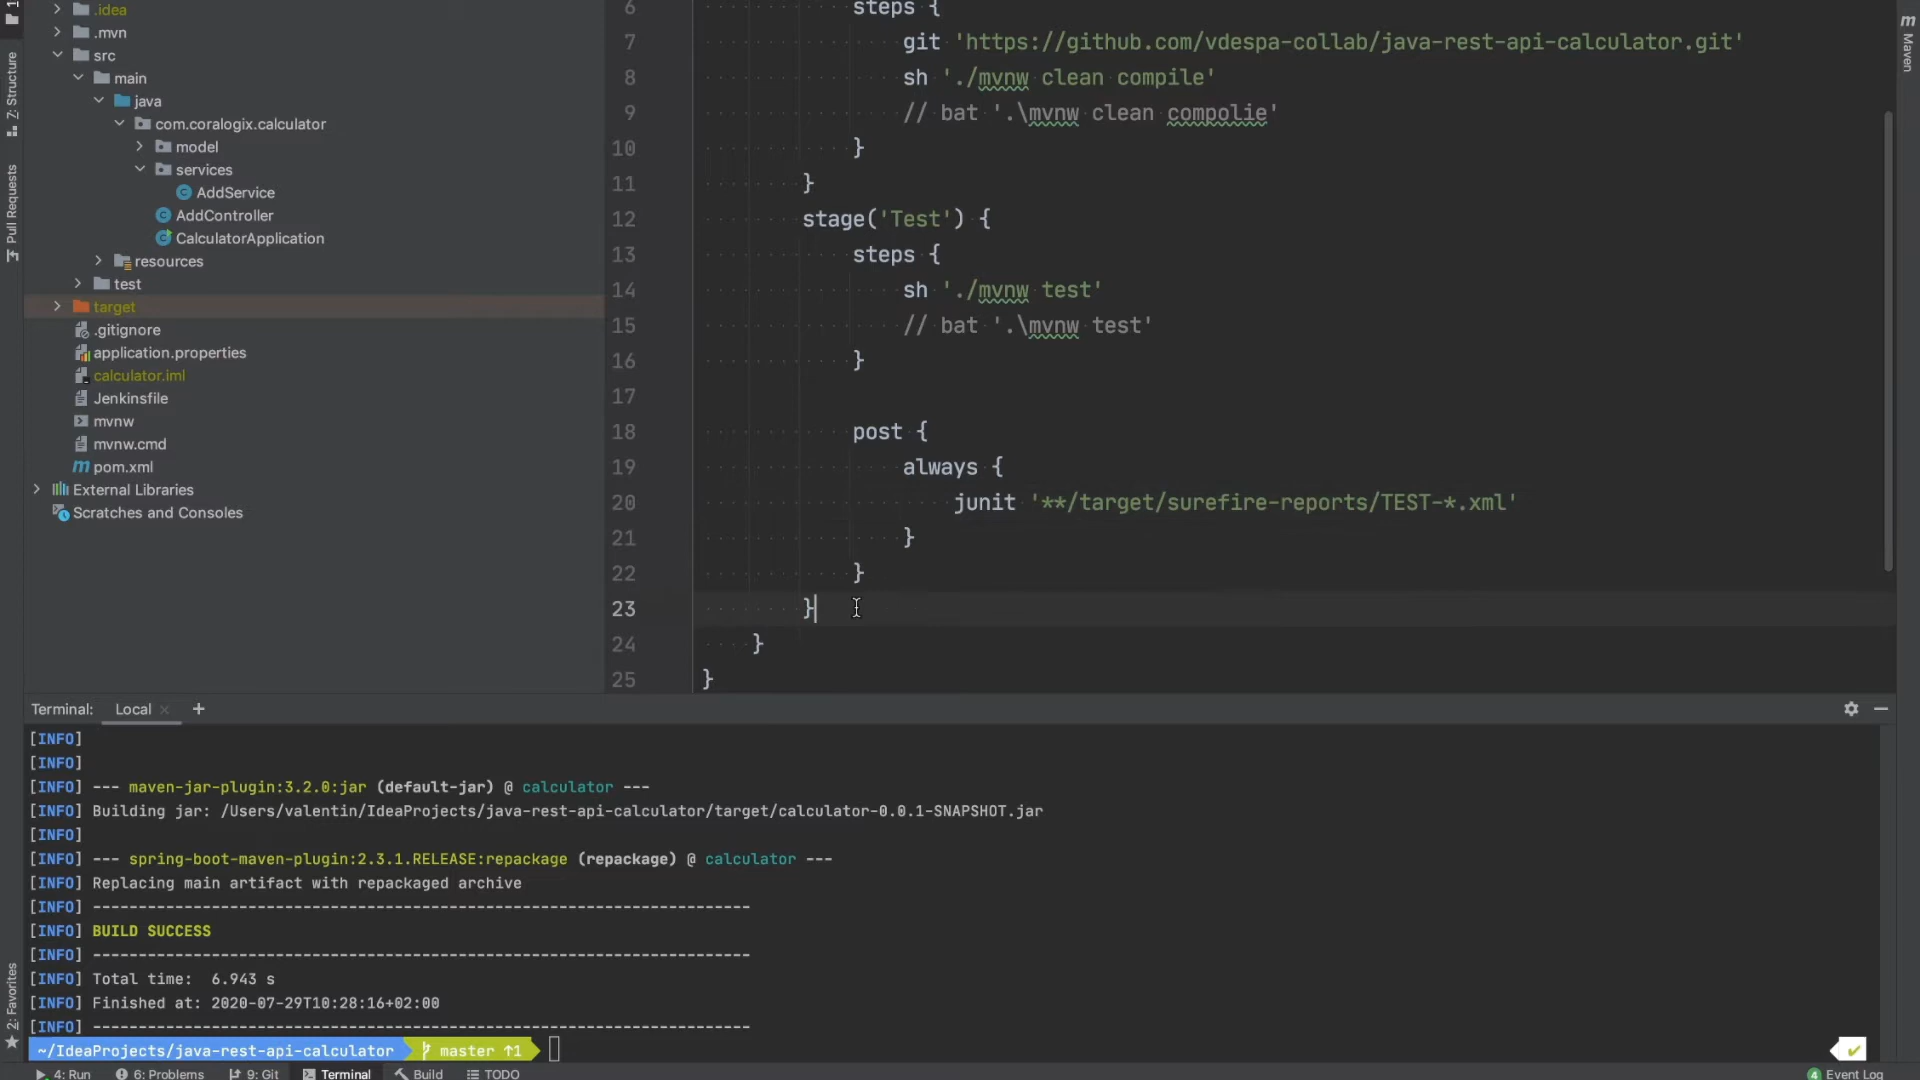 1
7: Structure
Pull Requests
2: Favorites
.idea
.mvn
src
main
java
com.coralogix.calculator
model
services
AddService
AddController
CalculatorApplication
resources
test
target
.gitignore
application.properties
calculator.iml
Jenkinsfile
mvnw
mvnw.cmd
pom.xml
External Libraries
Scratches and Consoles
6 steps {
7 git 'https://github.com/vdespa-collab/java-rest-api-calculator.git'
8 sh './mvnw clean compile'
9 // bat '.\mvnw clean compolie'
10 }
11 }
12 stage('Test') {
13 steps {
14 sh './mvnw test'
15 // bat '.\mvnw test'
16 }
17
18 post {
19 always {
20 junit '**/target/surefire-reports/TEST-*.xml'
21 }
22 }
23 }
24 }
25 }
Maven
Terminal: Local
[INFO]
[INFO]
[INFO] --- maven-jar-plugin:3.2.0:jar (default-jar) @ calculator ---
[INFO] Building jar: /Users/valentin/IdeaProjects/java-rest-api-calculator/target/calculator-0.0.1-SNAPSHOT.jar
[INFO]
[INFO] --- spring-boot-maven-plugin:2.3.1.RELEASE:repackage (repackage) @ calculator ---
[INFO] Replacing main artifact with repackaged archive
[INFO] ------------------------------------------------------------------------
[INFO] BUILD SUCCESS
[INFO] ------------------------------------------------------------------------
[INFO] Total time:  6.943 s
[INFO] Finished at: 2020-07-29T10:28:16+02:00
[INFO] ------------------------------------------------------------------------
~/IdeaProjects/java-rest-api-calculator master ↑1
4: Run 6: Problems 9: Git Terminal Build TODO 4 Event Log